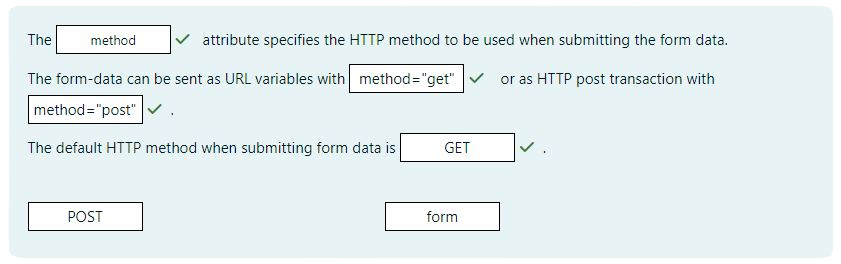 The method attribute specifies the HTTP method to be used when submitting the form data.
The form-data can be sent as URL variables with method="get" or as HTTP post transaction with
method="post" .
The default HTTP method when submitting form data is GET .
POST form